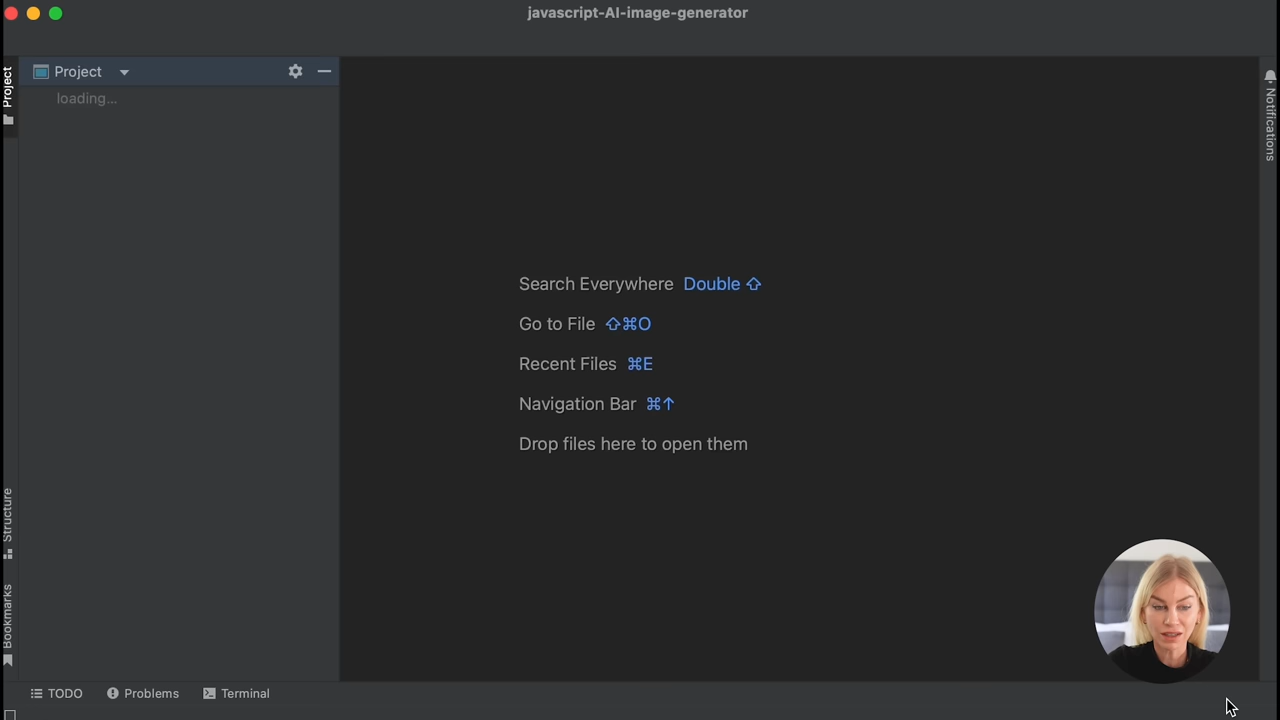 javascript-AI-image-generator
Project
Project
loading...
Notifications
Search Everywhere Double ⇧
Go to File ⇧⌘O
Recent Files ⌘E
Navigation Bar ⌘↑
Drop files here to open them
Structure
Bookmarks
TODO
Problems
Terminal